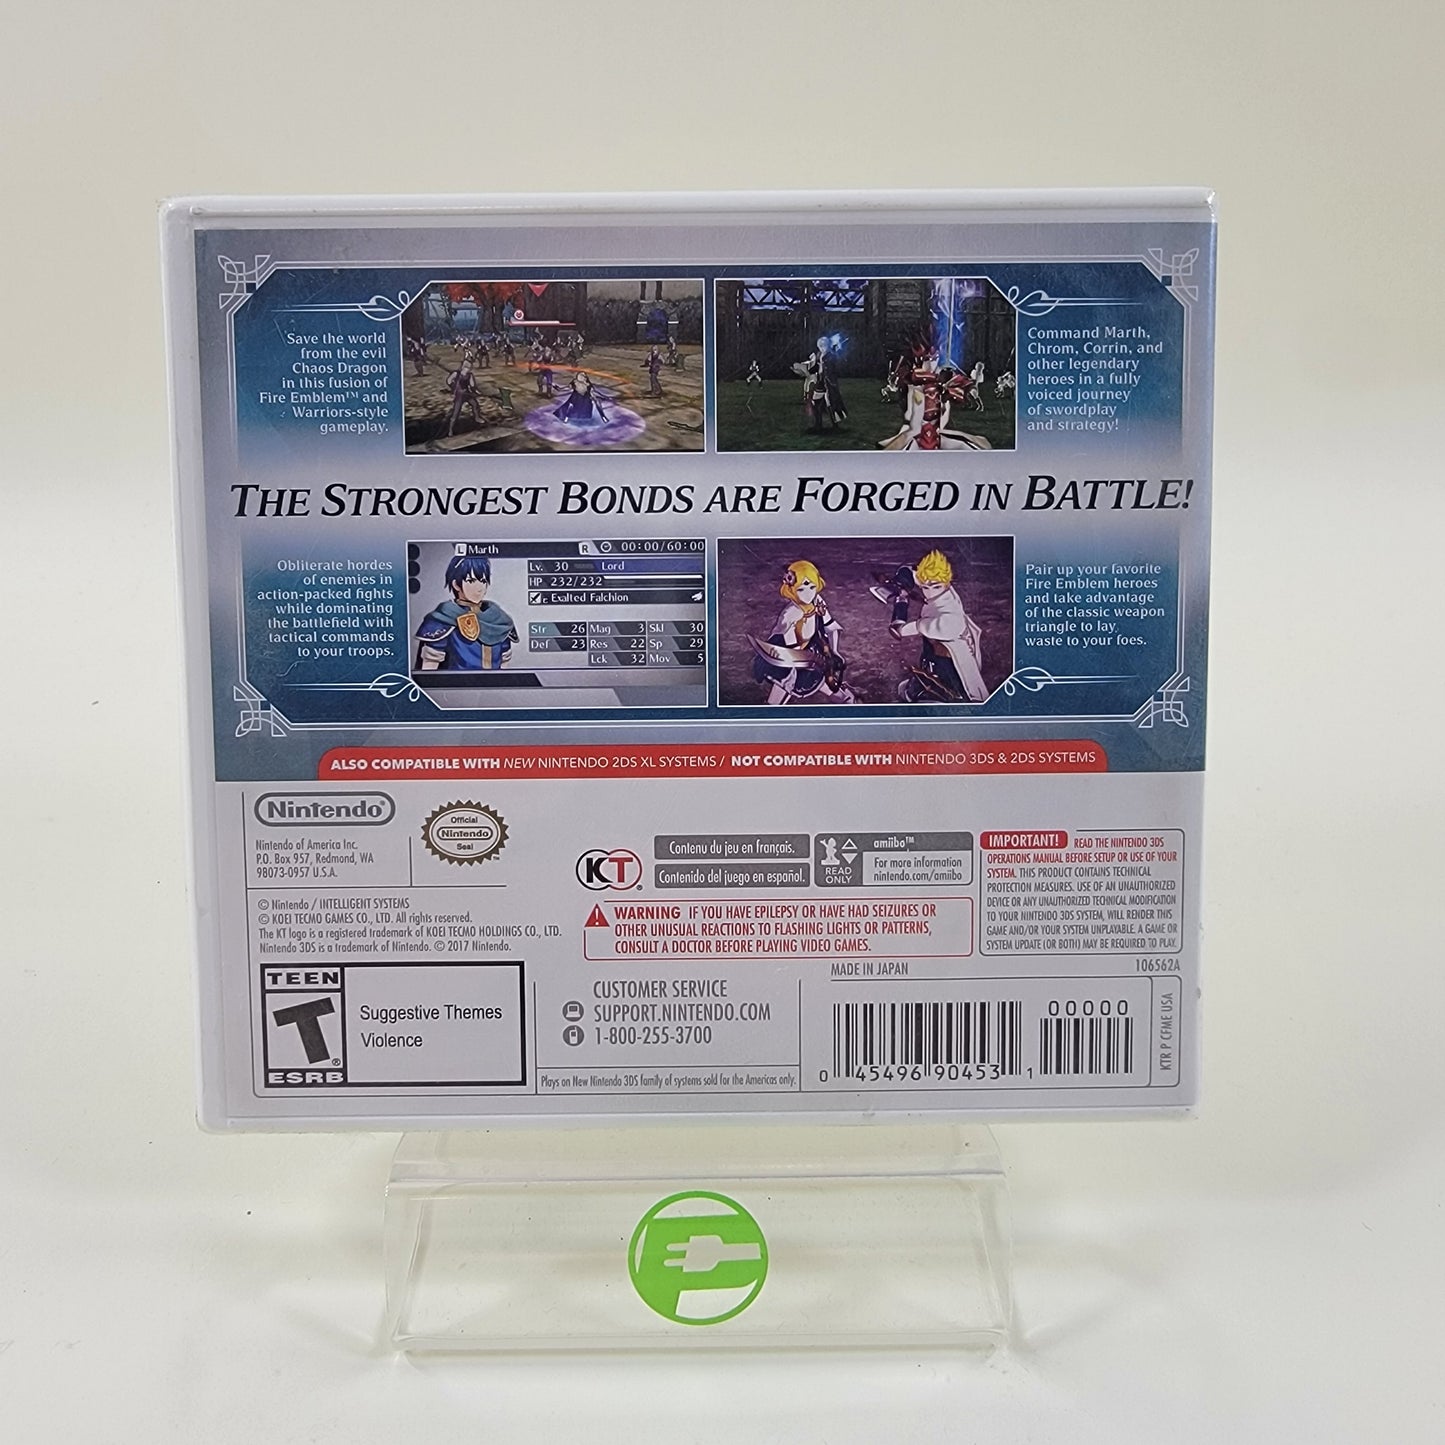 Save the world
from the evil
Chaos Dragon
in this fusion of
Fire Emblem™ and
Warriors-style
gameplay.
Command Marth,
Chrom, Corrin, and
other legendary
heroes in a fully
voiced journey
of swordplay
and strategy!
THE STRONGEST BONDS ARE FORGED IN BATTLE!
Obliterate hordes
of enemies in
action-packed fights
while dominating
the battlefield with
tactical commands
to your troops.
L Marth R 00:00/60:00
Lv. 30 Lord
HP 232/232
E Exalted Falchion
Str 26 Mag 3 Skl 30
Def 23 Res 22 Sp 29
Lck 32 Mov 5
Pair up your favorite
Fire Emblem heroes
and take advantage
of the classic weapon
triangle to lay
waste to your foes.
ALSO COMPATIBLE WITH NEW NINTENDO 2DS XL SYSTEMS / NOT COMPATIBLE WITH NINTENDO 3DS & 2DS SYSTEMS
Nintendo®
Nintendo of America Inc.
P.O. Box 957, Redmond, WA
98073-0957 U.S.A.
Official
Nintendo
Seal
KT
Contenu du jeu en français.
Contenido del juego en español.
READ
ONLY
amiibo™
For more information
nintendo.com/amiibo
IMPORTANT! READ THE NINTENDO 3DS
OPERATIONS MANUAL BEFORE SETUP OR USE OF YOUR
SYSTEM. THIS PRODUCT CONTAINS TECHNICAL
PROTECTION MEASURES. USE OF AN UNAUTHORIZED
DEVICE OR ANY UNAUTHORIZED TECHNICAL MODIFICATION
TO YOUR NINTENDO 3DS SYSTEM, WILL RENDER THIS
GAME AND/OR YOUR SYSTEM UNPLAYABLE. A GAME OR
SYSTEM UPDATE (OR BOTH) MAY BE REQUIRED TO PLAY.
© Nintendo / INTELLIGENT SYSTEMS
© KOEI TECMO GAMES CO., LTD. All rights reserved.
The KT logo is a registered trademark of KOEI TECMO HOLDINGS CO., LTD.
Nintendo 3DS is a trademark of Nintendo. © 2017 Nintendo.
WARNING IF YOU HAVE EPILEPSY OR HAVE HAD SEIZURES OR
OTHER UNUSUAL REACTIONS TO FLASHING LIGHTS OR PATTERNS,
CONSULT A DOCTOR BEFORE PLAYING VIDEO GAMES.
MADE IN JAPAN
106562A
TEEN
T
®
ESRB
Suggestive Themes
Violence
CUSTOMER SERVICE
SUPPORT.NINTENDO.COM
1-800-255-3700
Plays on New Nintendo 3DS family of systems sold for the Americas only.
0 45496 90453 1
00000
KTR P CFME USA